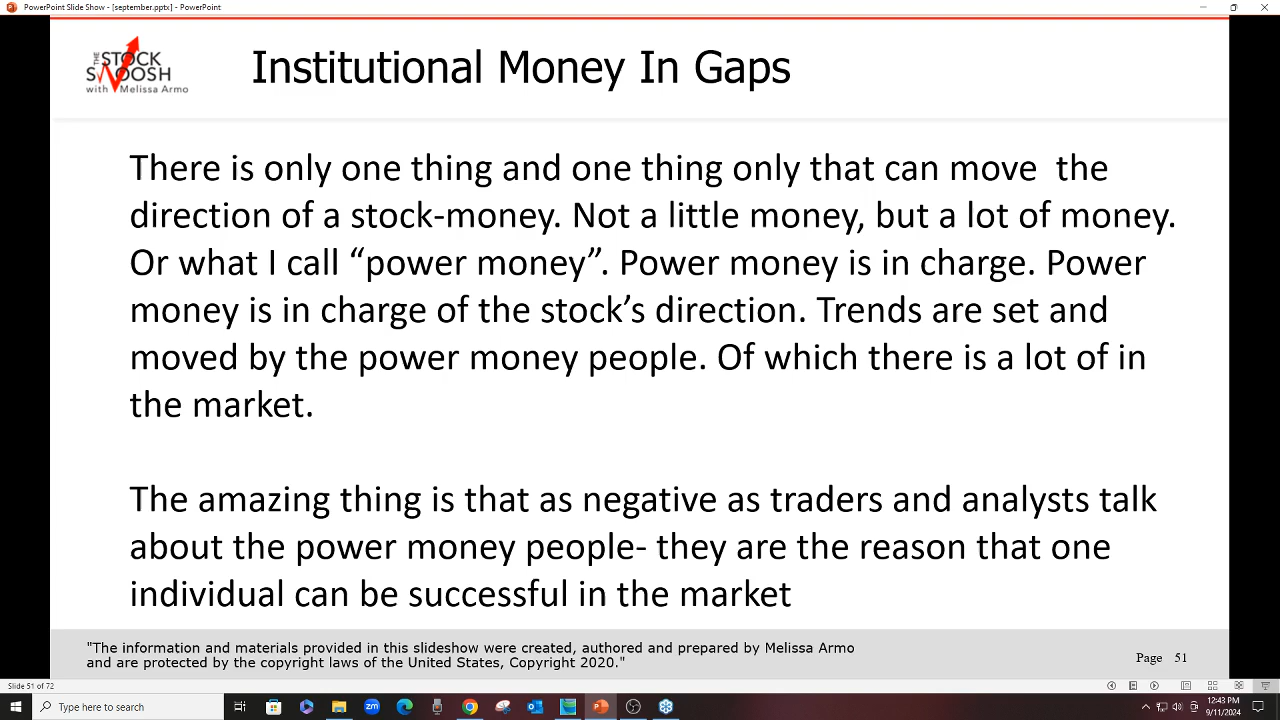 PowerPoint Slide Show - [september.pptx] - PowerPoint
THE
STOCK
SWOOSH
with Melissa Armo
Institutional Money In Gaps
There is only one thing and one thing only that can move  the
direction of a stock-money. Not a little money, but a lot of money.
Or what I call “power money”. Power money is in charge. Power
money is in charge of the stock’s direction. Trends are set and
moved by the power money people. Of which there is a lot of in
the market.
The amazing thing is that as negative as traders and analysts talk
about the power money people- they are the reason that one
individual can be successful in the market
"The information and materials provided in this slideshow were created, authored and prepared by Melissa Armo
and are protected by the copyright laws of the United States, Copyright 2020."
Page 51
Slide 51 of 72
Type here to search
zm
12:43 PM
9/11/2024